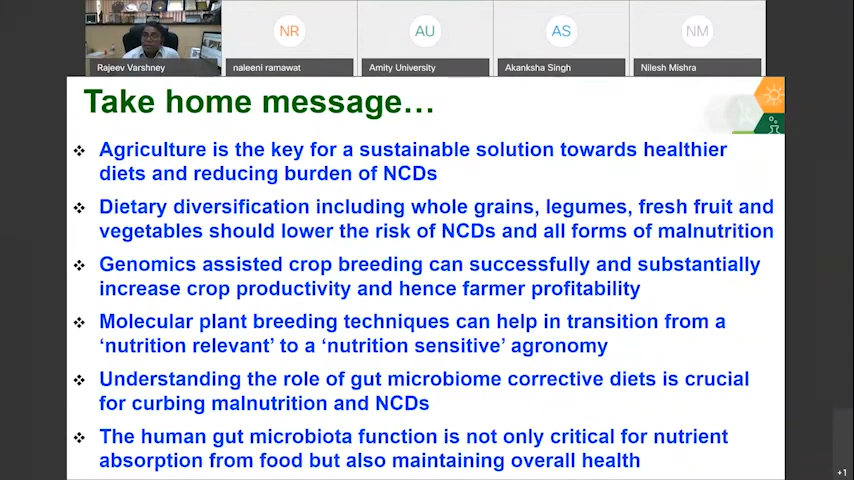 NR
AU
AS
NM
Rajeev Varshney
naleeni ramawat
Amity University
Akanksha Singh
Nilesh Mishra
Take home message…
Agriculture is the key for a sustainable solution towards healthier
diets and reducing burden of NCDs
Dietary diversification including whole grains, legumes, fresh fruit and
vegetables should lower the risk of NCDs and all forms of malnutrition
Genomics assisted crop breeding can successfully and substantially
increase crop productivity and hence farmer profitability
Molecular plant breeding techniques can help in transition from a
‘nutrition relevant’ to a ‘nutrition sensitive’ agronomy
Understanding the role of gut microbiome corrective diets is crucial
for curbing malnutrition and NCDs
The human gut microbiota function is not only critical for nutrient
absorption from food but also maintaining overall health
+1